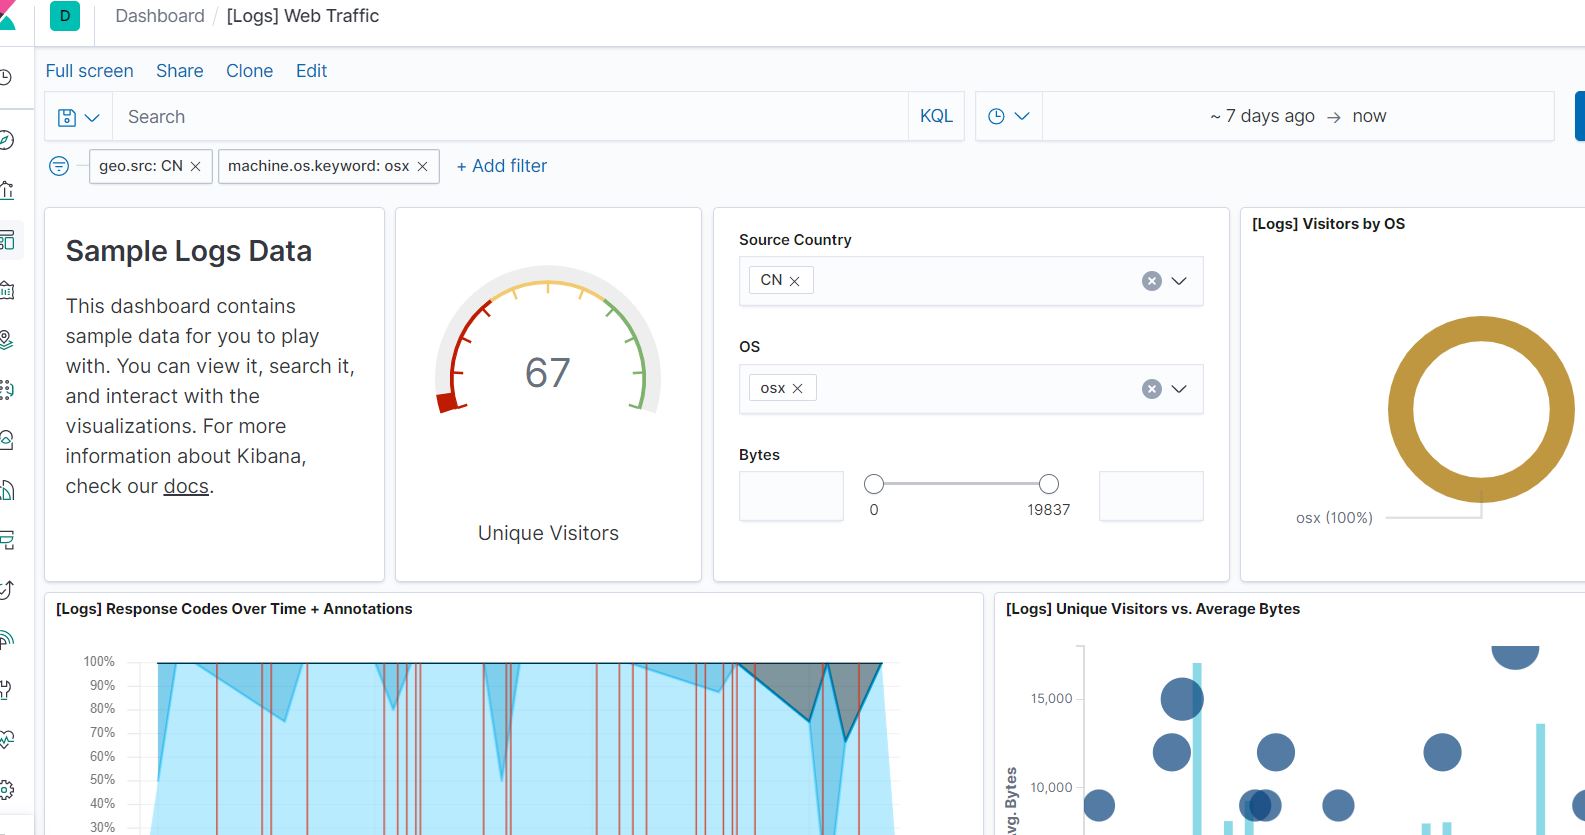 D Dashboard / [Logs] Web Traffic
Full screen Share Clone Edit
Search KQL ~ 7 days ago → now
geo.src: CN × machine.os.keyword: osx × + Add filter
Sample Logs Data
This dashboard contains
sample data for you to play
with. You can view it, search it,
and interact with the
visualizations. For more
information about Kibana,
check our docs.
67
Unique Visitors
Source Country
CN ×
OS
osx ×
Bytes
0 19837
[Logs] Visitors by OS
osx (100%)
[Logs] Response Codes Over Time + Annotations
100%
90%
80%
70%
60%
50%
40%
30%
[Logs] Unique Visitors vs. Average Bytes
15,000
10,000
vg. Bytes